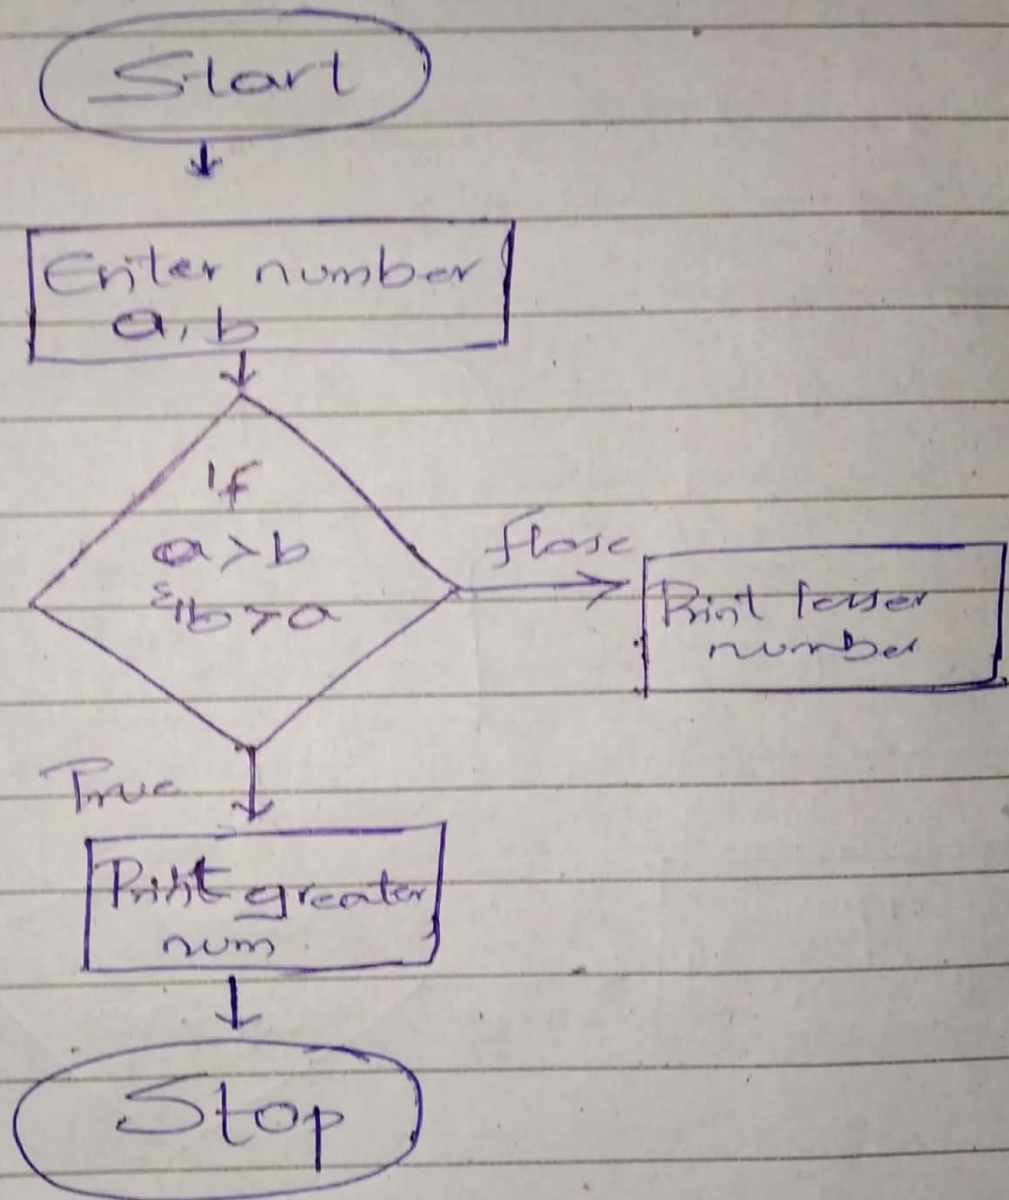 Start
Enter number
a, b
If
a>b
&b>a
flase
Print lesser
number
True
Print greater
num
Stop